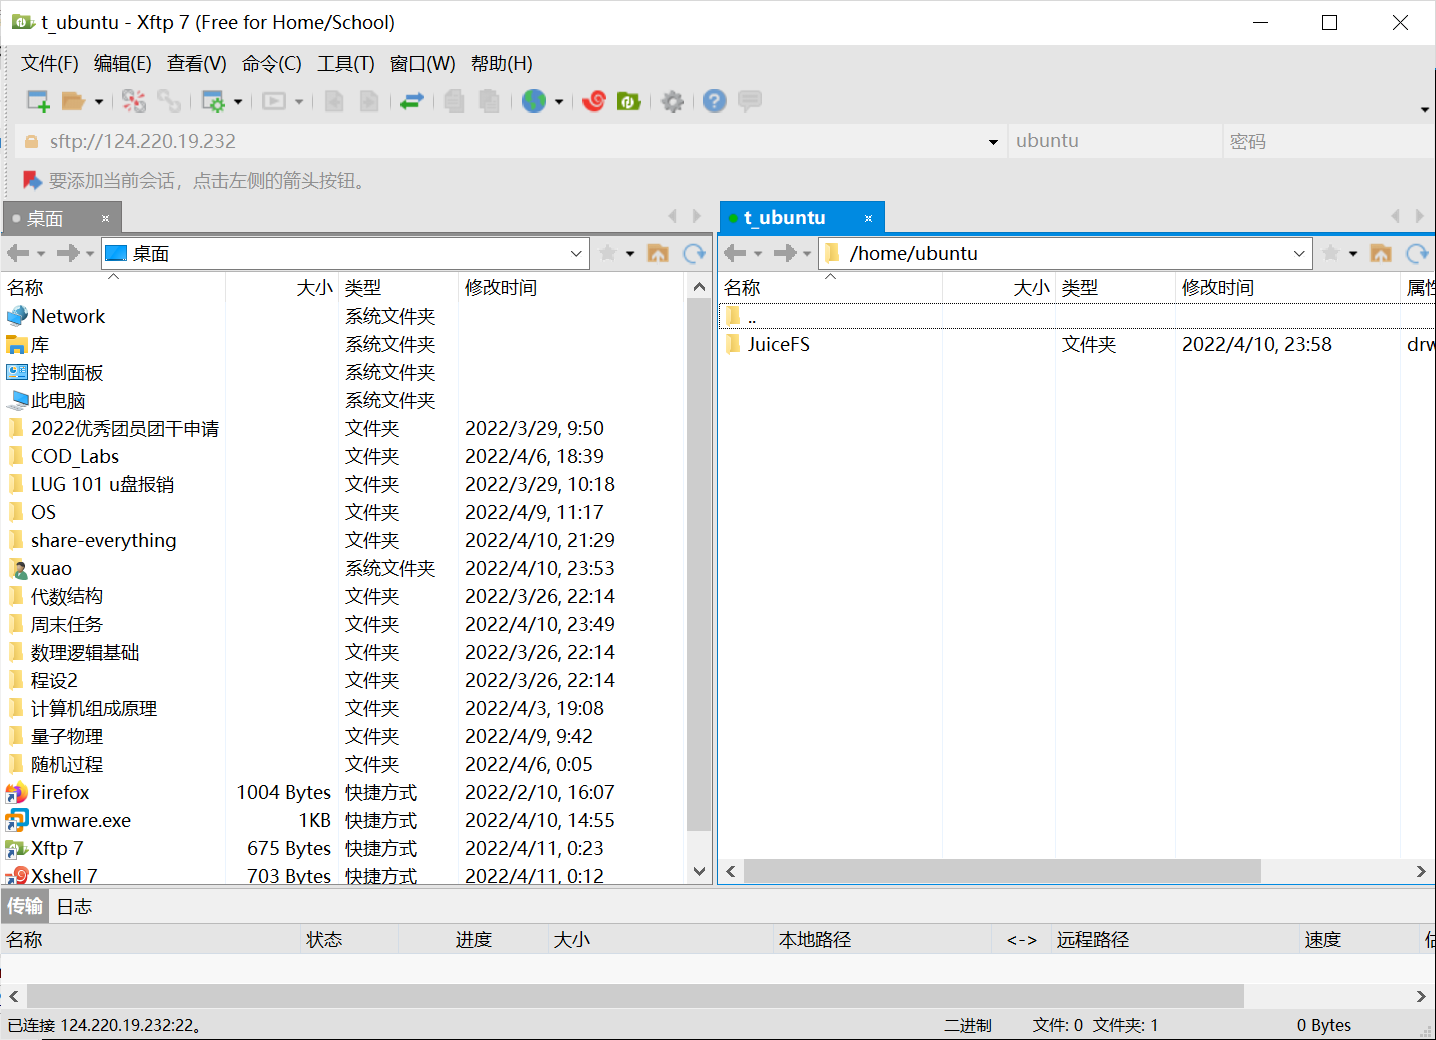 t_ubuntu - Xftp 7 (Free for Home/School)
文件(F) 编辑(E) 查看(V) 命令(C) 工具(T) 窗口(W) 帮助(H)
sftp://124.220.19.232 ubuntu 密码
要添加当前会话，点击左侧的箭头按钮。
桌面
桌面
名称 大小 类型 修改时间
Network 系统文件夹
库 系统文件夹
控制面板 系统文件夹
此电脑 系统文件夹
2022优秀团员团干申请 文件夹 2022/3/29, 9:50
COD_Labs 文件夹 2022/4/6, 18:39
LUG 101 u盘报销 文件夹 2022/3/29, 10:18
OS 文件夹 2022/4/9, 11:17
share-everything 文件夹 2022/4/10, 21:29
xuao 系统文件夹 2022/4/10, 23:53
代数结构 文件夹 2022/3/26, 22:14
周末任务 文件夹 2022/4/10, 23:49
数理逻辑基础 文件夹 2022/3/26, 22:14
程设2 文件夹 2022/3/26, 22:14
计算机组成原理 文件夹 2022/4/3, 19:08
量子物理 文件夹 2022/4/9, 9:42
随机过程 文件夹 2022/4/6, 0:05
Firefox 1004 Bytes 快捷方式 2022/2/10, 16:07
vmware.exe 1KB 快捷方式 2022/4/10, 14:55
Xftp 7 675 Bytes 快捷方式 2022/4/11, 0:23
Xshell 7 703 Bytes 快捷方式 2022/4/11, 0:12
t_ubuntu
/home/ubuntu
名称 大小 类型 修改时间 属性
..
JuiceFS 文件夹 2022/4/10, 23:58 drw
传输 日志
名称 状态 进度 大小 本地路径 <-> 远程路径 速度
已连接 124.220.19.232:22。 二进制 文件: 0 文件夹: 1 0 Bytes